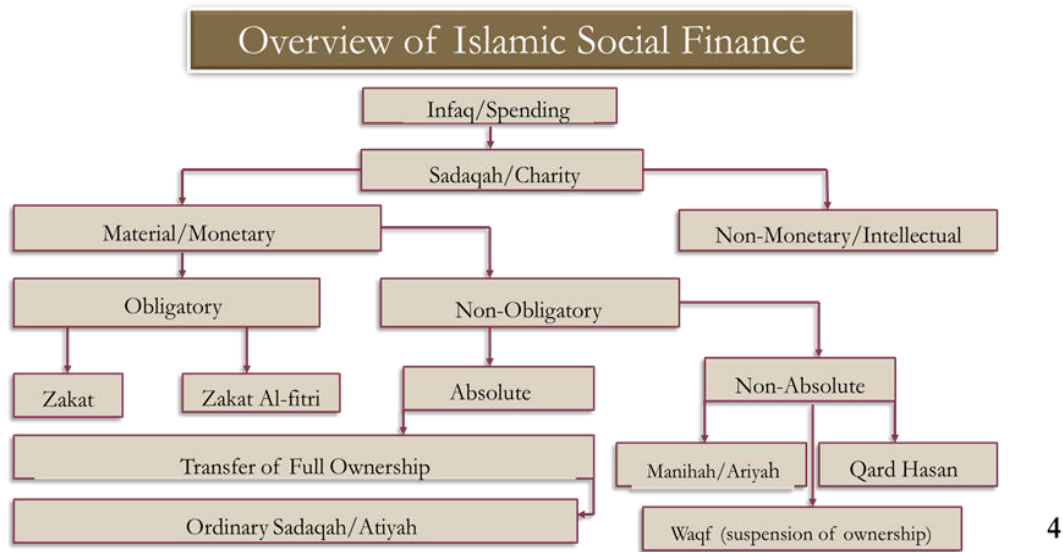 Overview of Islamic Social Finance
Infaq/Spending
Sadaqah/Charity
Material/Monetary
Non-Monetary/Intellectual
Obligatory
Non-Obligatory
Zakat
Zakat Al-fitri
Absolute
Non-Absolute
Transfer of Full Ownership
Manihah/Ariyah
Qard Hasan
Ordinary Sadaqah/Atiyah
Waqf (suspension of ownership)
4